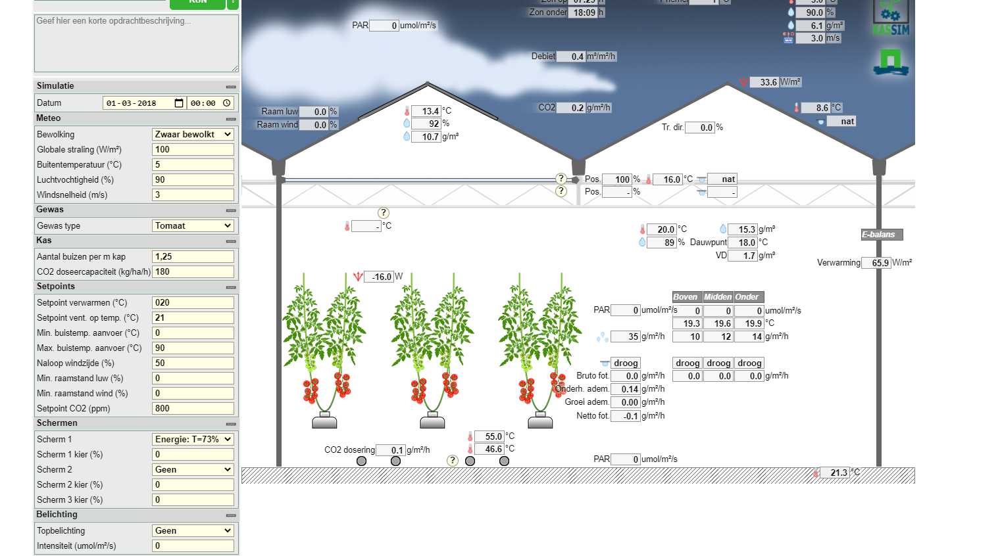 RUN ?
Geef hier een korte opdrachtbeschrijving...
Simulatie
Datum 01-03-2018 00:00
Meteo
Bewolking Zwaar bewolkt
Globale straling (W/m²) 100
Buitentemperatuur (°C) 5
Luchtvochtigheid (%) 90
Windsnelheid (m/s) 3
Gewas
Gewas type Tomaat
Kas
Aantal buizen per m kap 1,25
CO2 doseercapaciteit (kg/ha/h) 180
Setpoints
Setpoint verwarmen (°C) 020
Setpoint vent. op temp. (°C) 21
Min. buistemp. aanvoer (°C) 0
Max. buistemp. aanvoer (°C) 90
Naloop windzijde (%) 50
Min. raamstand luw (%) 0
Min. raamstand wind (%) 0
Setpoint CO2 (ppm) 800
Schermen
Scherm 1 Energie: T=73%
Scherm 1 kier (%) 0
Scherm 2 Geen
Scherm 2 kier (%) 0
Scherm 3 kier (%) 0
Belichting
Topbelichting Geen
Intensiteit (umol/m²/s) 0
Zon op 07:25 h
Zon onder 18:09 h
°C
90.0 %
6.1 g/m³
3.0 m/s
KASSIM
PAR 0 umol/m²/s
Debiet 0.4 m³/m²/h
33.6 W/m²
CO2 0.2 g/m²/h
8.6 °C
nat
Raam luw 0.0 %
Raam wind 0.0 %
13.4 °C
92 %
10.7 g/m³
Tr. dir. 0.0 %
? Pos. 100 % 16.0 °C nat
? Pos. - % -
?
- °C
20.0 °C 15.3 g/m³
89 % Dauwpunt 18.0 °C
VD 1.7 g/m³
E-balans
Verwarming 65.9 W/m²
-16.0 W
Boven Midden Onder
PAR 0 umol/m²/s 0 0 0 umol/m²/s
19.3 19.6 19.9 °C
35 g/m²/h 10 12 14 g/m²/h
droog droog droog droog
Bruto fot. 0.0 g/m²/h 0.0 0.0 0.0 g/m²/h
Onderh. adem. 0.14 g/m²/h
Groei adem. 0.00 g/m²/h
Netto fot. -0.1 g/m²/h
55.0 °C
CO2 dosering 0.1 g/m²/h 46.6 °C
?
PAR 0 umol/m²/s
21.3 °C